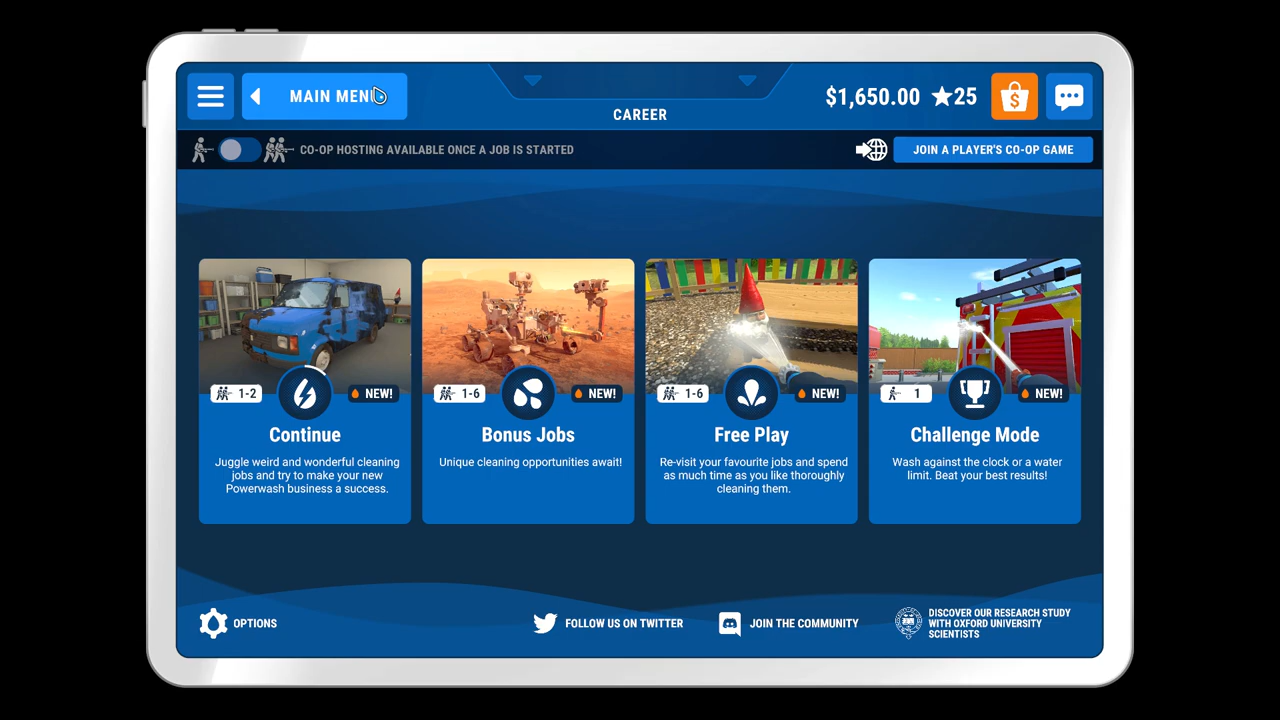 MAIN MENU
$1,650.00 ★25
CAREER
CO-OP HOSTING AVAILABLE ONCE A JOB IS STARTED
JOIN A PLAYER'S CO-OP GAME
1-2
NEW!
Continue
Juggle weird and wonderful cleaning
jobs and try to make your new
Powerwash business a success.
1-6
NEW!
Bonus Jobs
Unique cleaning opportunities await!
1-6
NEW!
Free Play
Re-visit your favourite jobs and spend
as much time as you like thoroughly
cleaning them.
1
NEW!
Challenge Mode
Wash against the clock or a water
limit. Beat your best results!
OPTIONS
FOLLOW US ON TWITTER
JOIN THE COMMUNITY
DISCOVER OUR RESEARCH STUDY
WITH OXFORD UNIVERSITY
SCIENTISTS